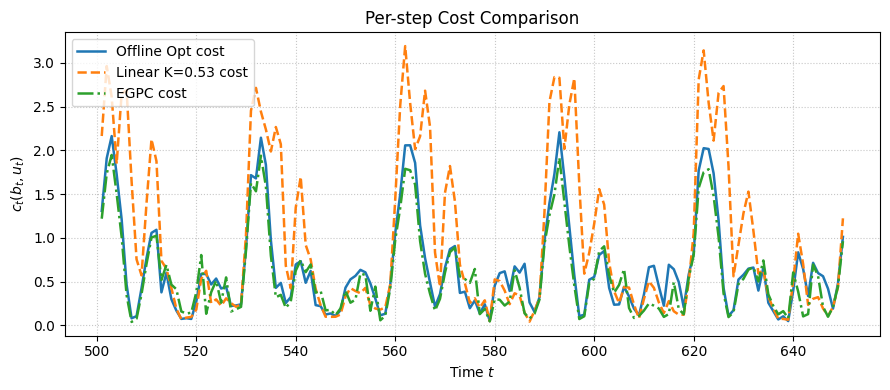 Per-step Cost Comparison
Offline Opt cost
Linear K=0.53 cost
EGPC cost
3.0
2.5
2.0
1.5
1.0
0.5
0.0
c_t(b_t, u_t)
500
520
540
560
580
600
620
640
Time t